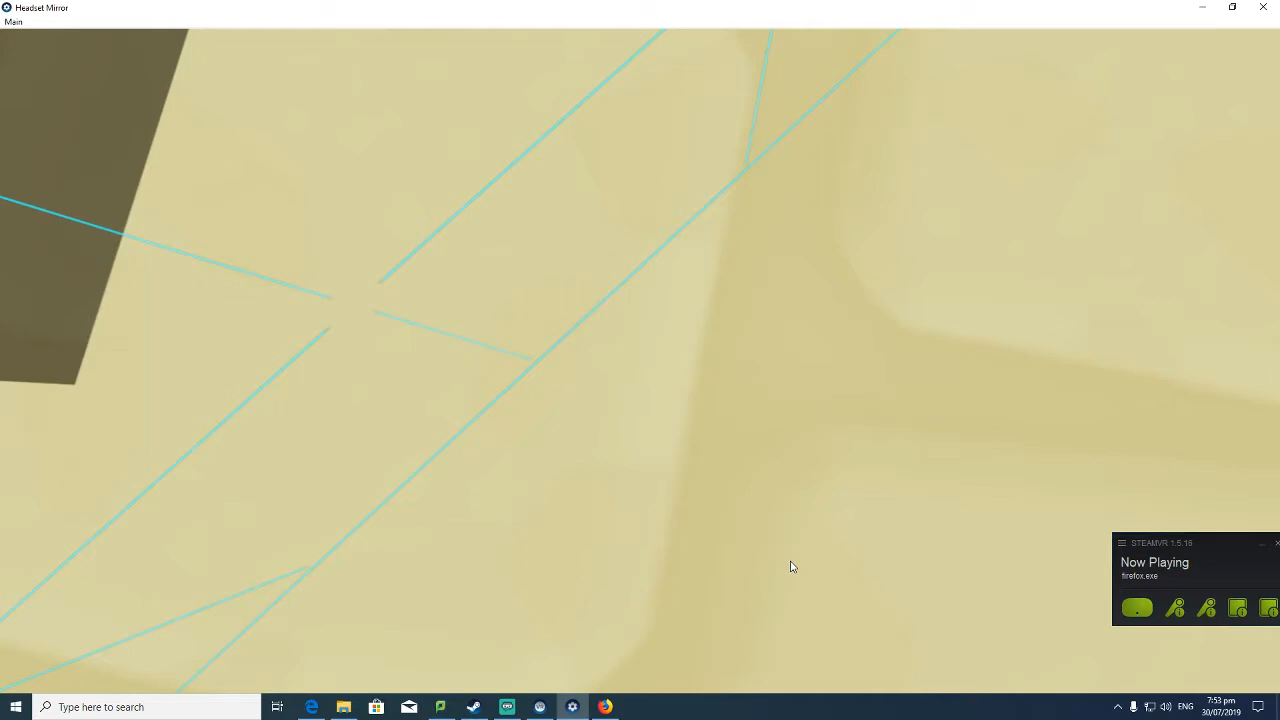 Headset Mirror
Main
STEAMVR 1.5.16
Now Playing
firefox.exe
Type here to search
ENG
7:53 pm
30/07/2019